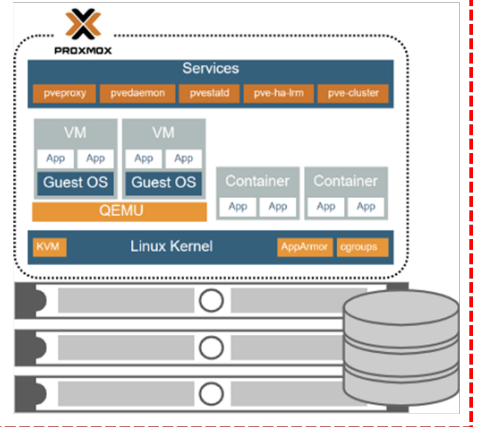 PROXMOX
Services
pveproxy pvedaemon pvestatd pve-ha-lrm pve-cluster
VM VM
App App App App
Guest OS Guest OS
Container Container
App App App App
QEMU
KVM Linux Kernel AppArmor cgroups